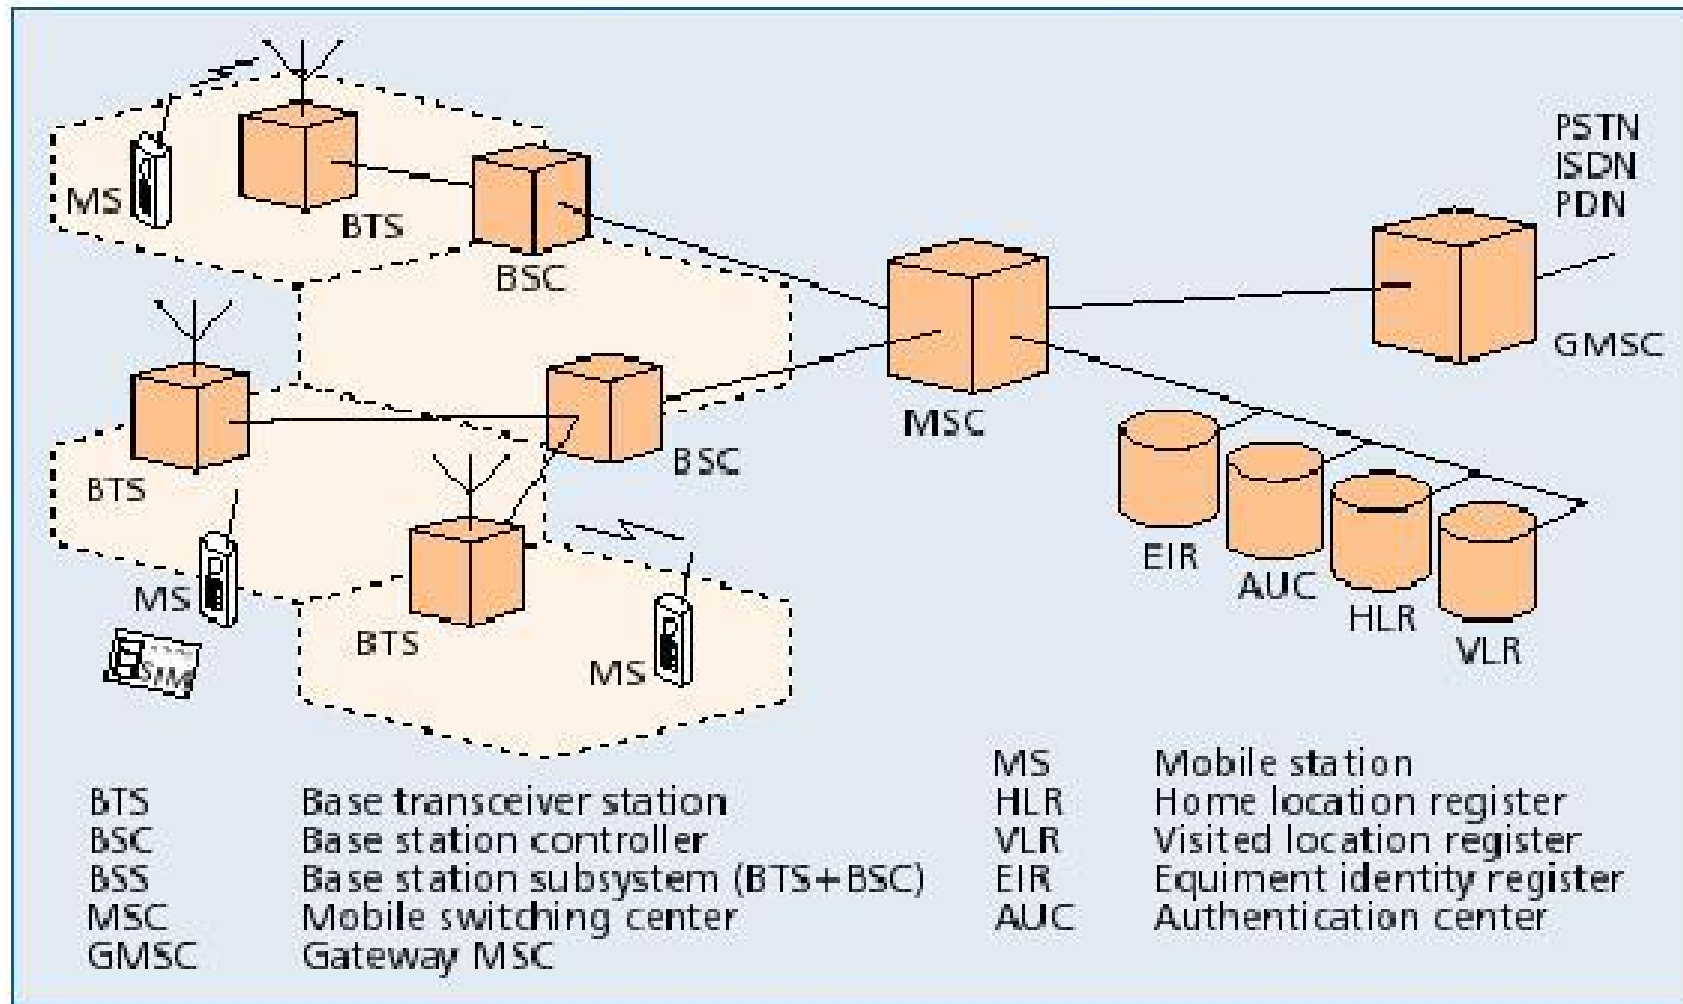 PSTN
ISDN
PDN
MS
BTS
BSC
GMSC
MSC
BTS
BSC
EIR
AUC
HLR
VLR
MS
BTS
MS
SIM
BTS Base transceiver station
BSC Base station controller
BSS Base station subsystem (BTS+BSC)
MSC Mobile switching center
GMSC Gateway MSC
MS Mobile station
HLR Home location register
VLR Visited location register
EIR Equiment identity register
AUC Authentication center